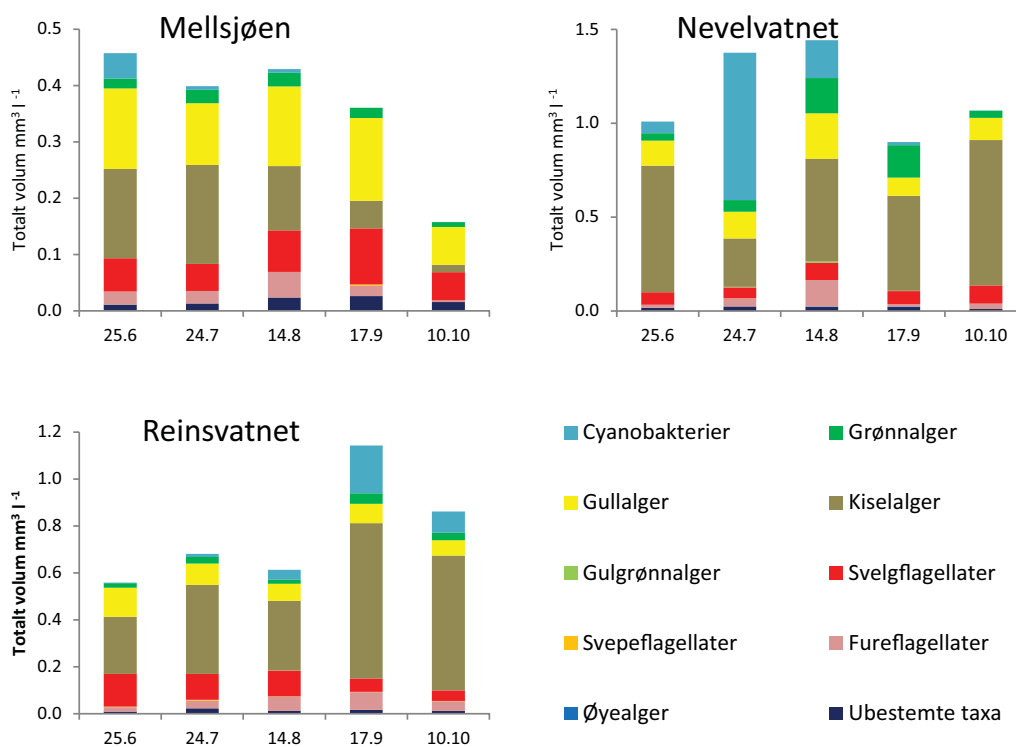 Mellsjøen
Totalt volum mm³ l⁻¹
0.5
0.4
0.3
0.2
0.1
0.0
25.6 24.7 14.8 17.9 10.10
Nevelvatnet
Totalt volum mm³ l⁻¹
1.5
1.0
0.5
0.0
25.6 24.7 14.8 17.9 10.10
Reinsvatnet
Totalt volum mm³ l⁻¹
1.2
1.0
0.8
0.6
0.4
0.2
0.0
25.6 24.7 14.8 17.9 10.10
Cyanobakterier Grønnalger
Gullalger Kiselalger
Gulgrønnalger Svelgflagellater
Svepeflagellater Fureflagellater
Øyealger Ubestemte taxa